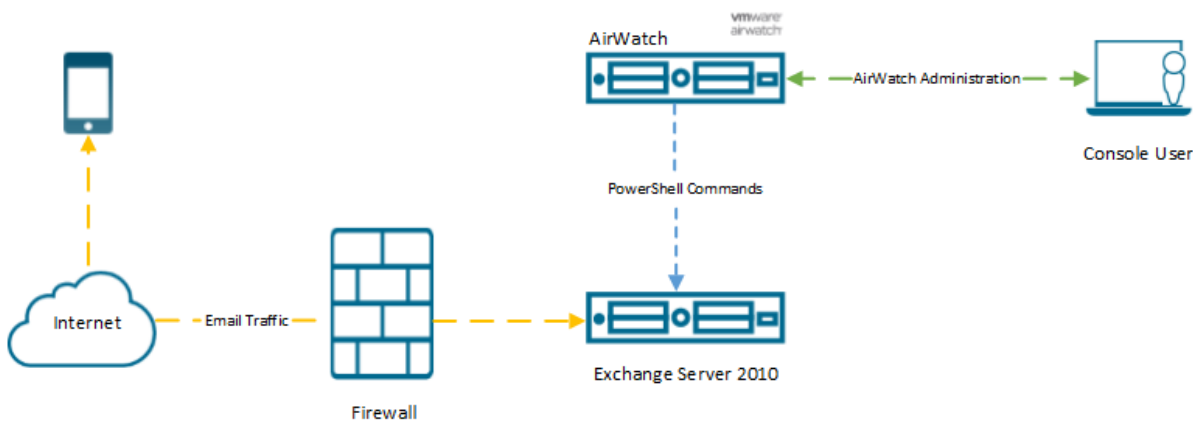 vmware
airwatch
AirWatch
AirWatch Administration
Console User
PowerShell Commands
Internet
Email Traffic
Exchange Server 2010
Firewall